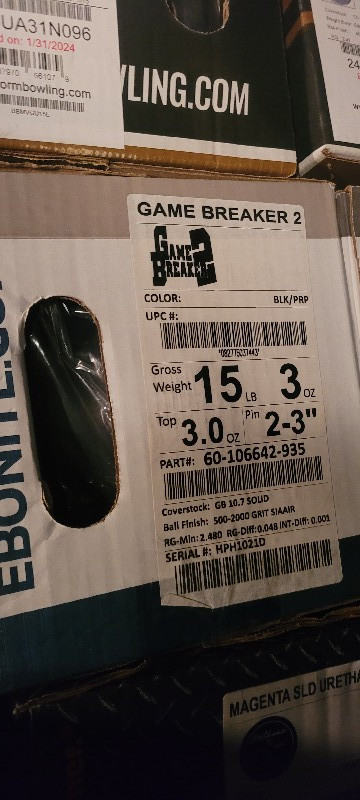 UA31N096
d on: 1/31/2024
ormbowling.com
LING.COM
24
EBONITE.CO
GAME BREAKER 2
GAME BREAKER 2
COLOR: BLK/PRP
UPC #:
Gross Weight 15 LB 3 OZ
Top 3.0 OZ Pin 2-3"
PART#: 60-106642-935
Coverstock: GB 10.7 SOLID
Ball Finish: 500-2000 GRIT SIAAIR
RG-Min: 2.480 RG-Diff: 0.048 INT-Diff: 0.001
SERIAL #: HPH1021D
MAGENTA SLD URETHA